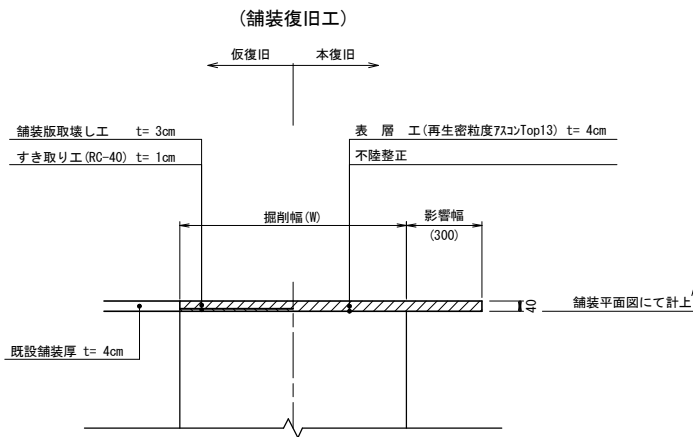 (舗装復旧工)
仮復旧 本復旧
舗装版取壊し工 t= 3cm
すき取り工(RC-40) t= 1cm
表 層 工(再生密粒度アスコンTop13) t= 4cm
不陸整正
掘削幅(W)
影響幅
(300)
40
舗装平面図にて計上
既設舗装厚 t= 4cm